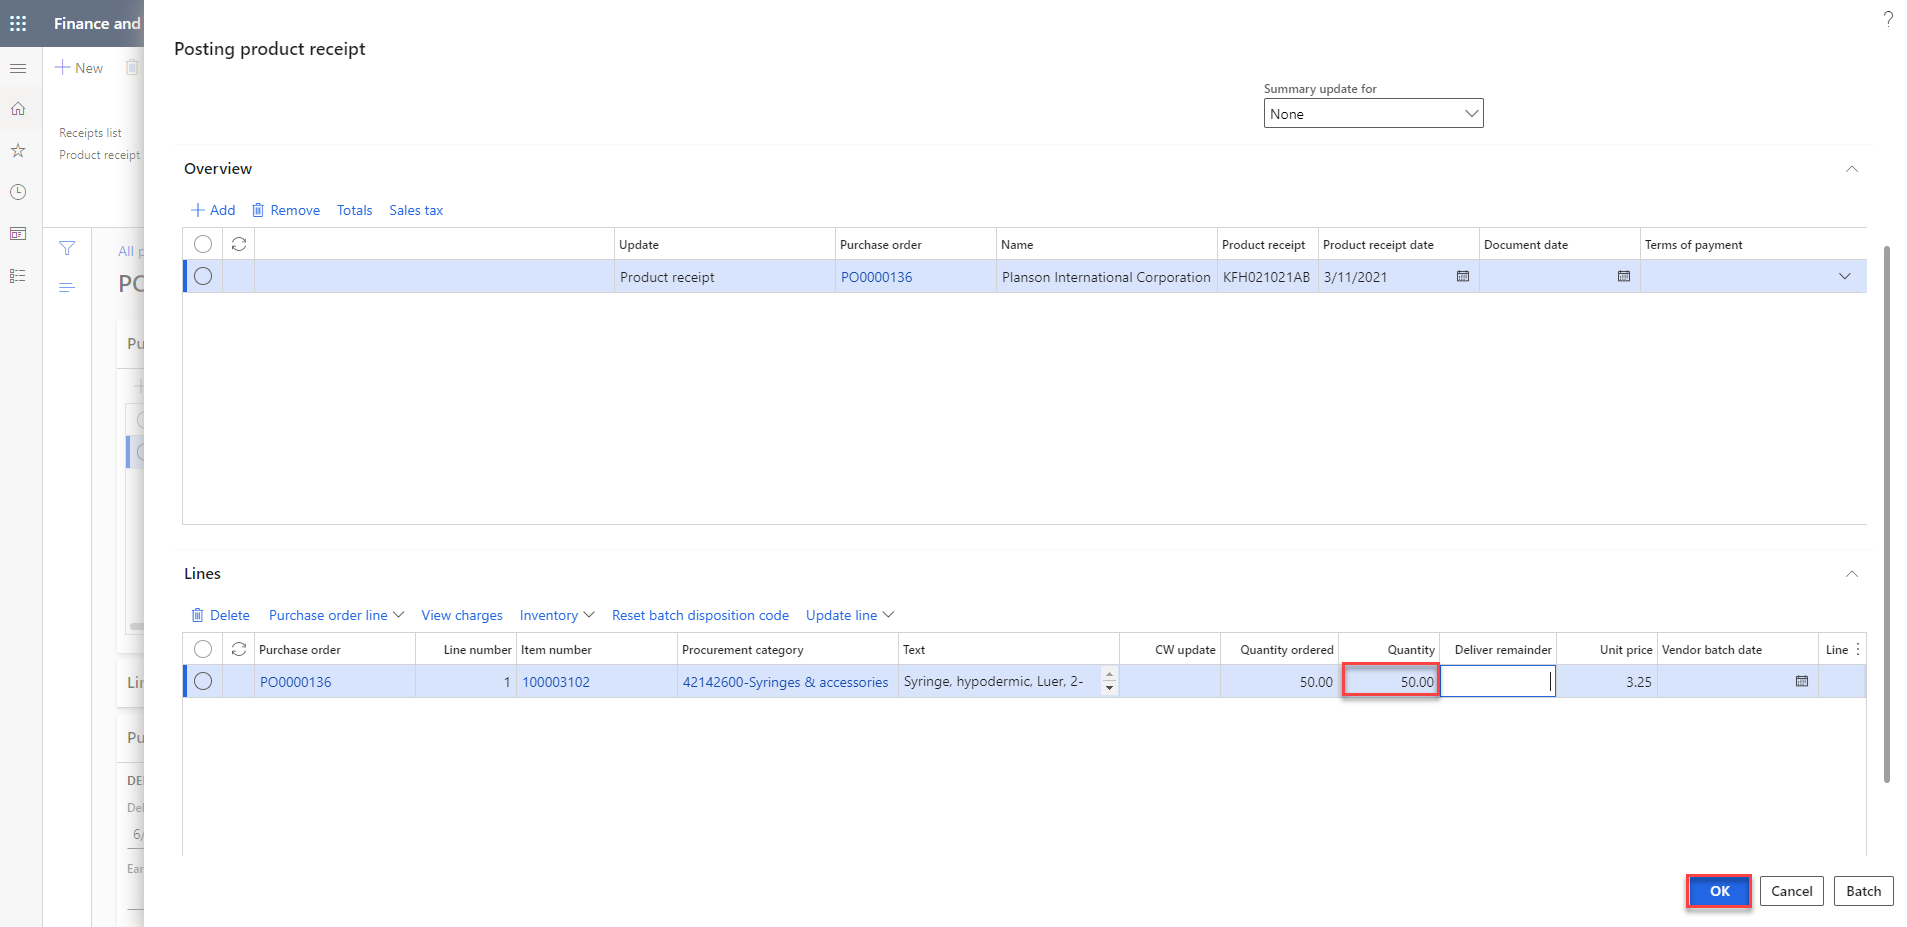 Finance and
?
Posting product receipt
New
Summary update for
None
Receipts list
Product receipt
Overview
Add Remove Totals Sales tax
Update Purchase order Name Product receipt Product receipt date Document date Terms of payment
Product receipt PO0000136 Planson International Corporation KFH021021AB 3/11/2021
All p
PO
Pu
Lines
Delete Purchase order line View charges Inventory Reset batch disposition code Update line
Purchase order Line number Item number Procurement category Text CW update Quantity ordered Quantity Deliver remainder Unit price Vendor batch date Line
PO0000136 1 100003102 42142600-Syringes & accessories Syringe, hypodermic, Luer, 2- 50.00 50.00 3.25
Lin
Pu
DEL
Del
6/
Ear
OK Cancel Batch